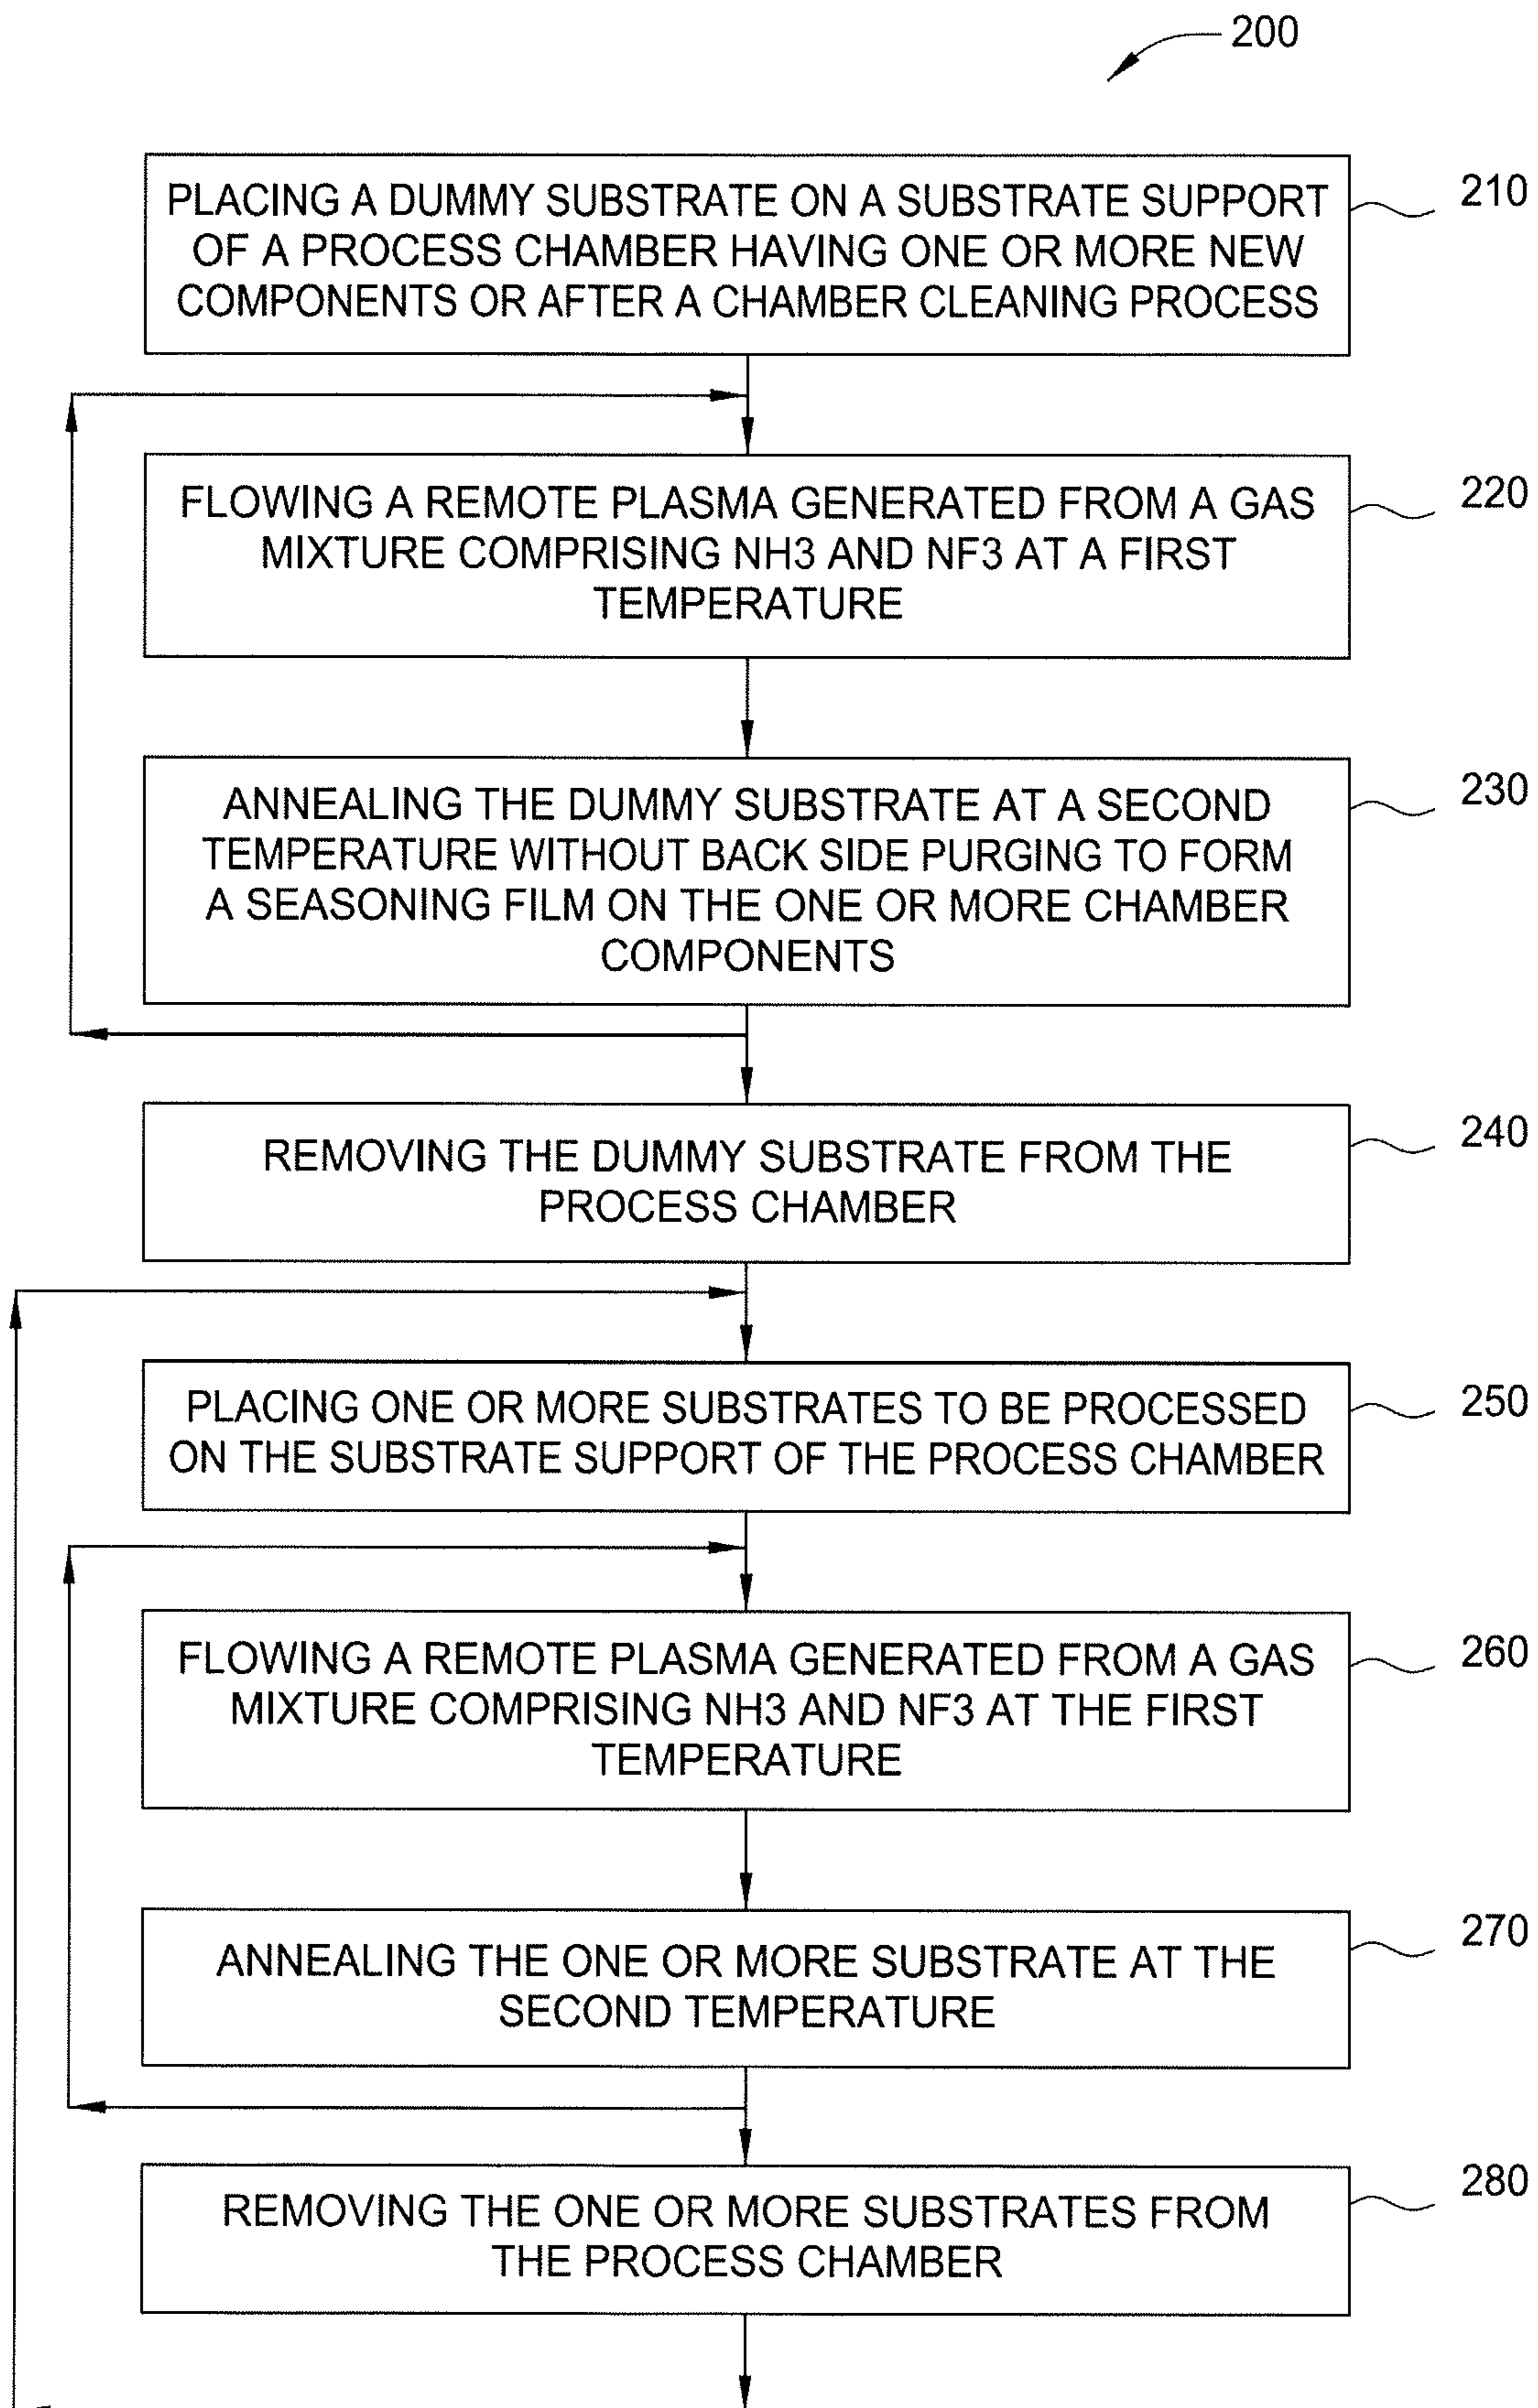 200
PLACING A DUMMY SUBSTRATE ON A SUBSTRATE SUPPORT
OF A PROCESS CHAMBER HAVING ONE OR MORE NEW
COMPONENTS OR AFTER A CHAMBER CLEANING PROCESS
210
FLOWING A REMOTE PLASMA GENERATED FROM A GAS
MIXTURE COMPRISING NH3 AND NF3 AT A FIRST
TEMPERATURE
220
ANNEALING THE DUMMY SUBSTRATE AT A SECOND
TEMPERATURE WITHOUT BACK SIDE PURGING TO FORM
A SEASONING FILM ON THE ONE OR MORE CHAMBER
COMPONENTS
230
REMOVING THE DUMMY SUBSTRATE FROM THE
PROCESS CHAMBER
240
PLACING ONE OR MORE SUBSTRATES TO BE PROCESSED
ON THE SUBSTRATE SUPPORT OF THE PROCESS CHAMBER
250
FLOWING A REMOTE PLASMA GENERATED FROM A GAS
MIXTURE COMPRISING NH3 AND NF3 AT THE FIRST
TEMPERATURE
260
ANNEALING THE ONE OR MORE SUBSTRATE AT THE
SECOND TEMPERATURE
270
REMOVING THE ONE OR MORE SUBSTRATES FROM
THE PROCESS CHAMBER
280